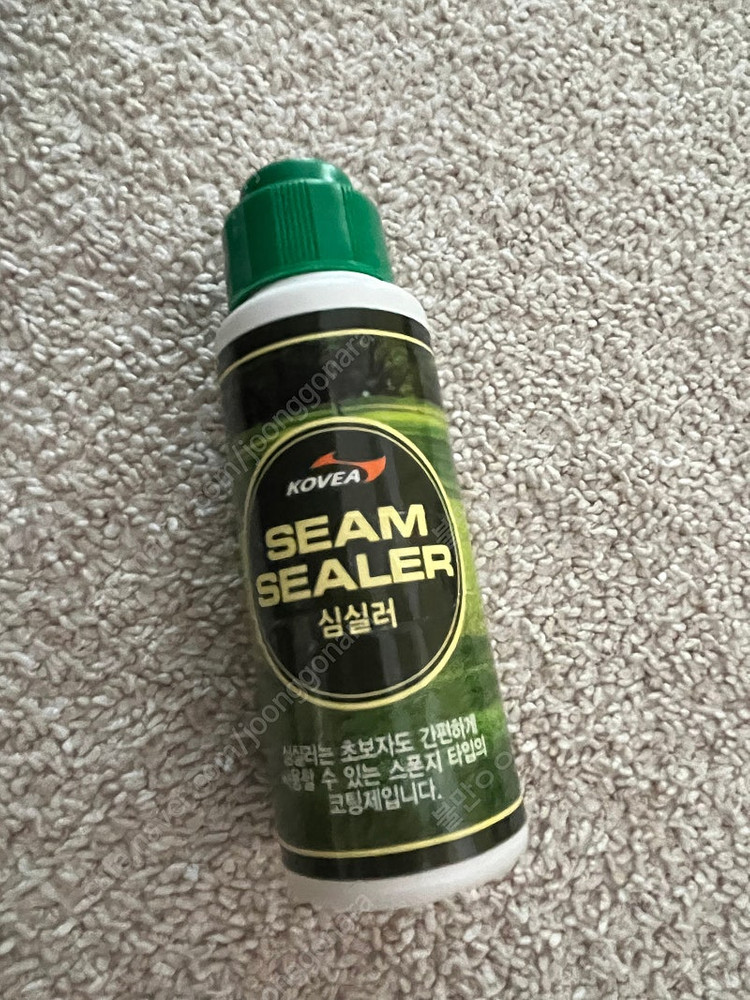 KOVEA
SEAM
SEALER
심실러
심실러는 초보자도 간편하게
사용할 수 있는 스폰지 타입의
코팅제입니다.